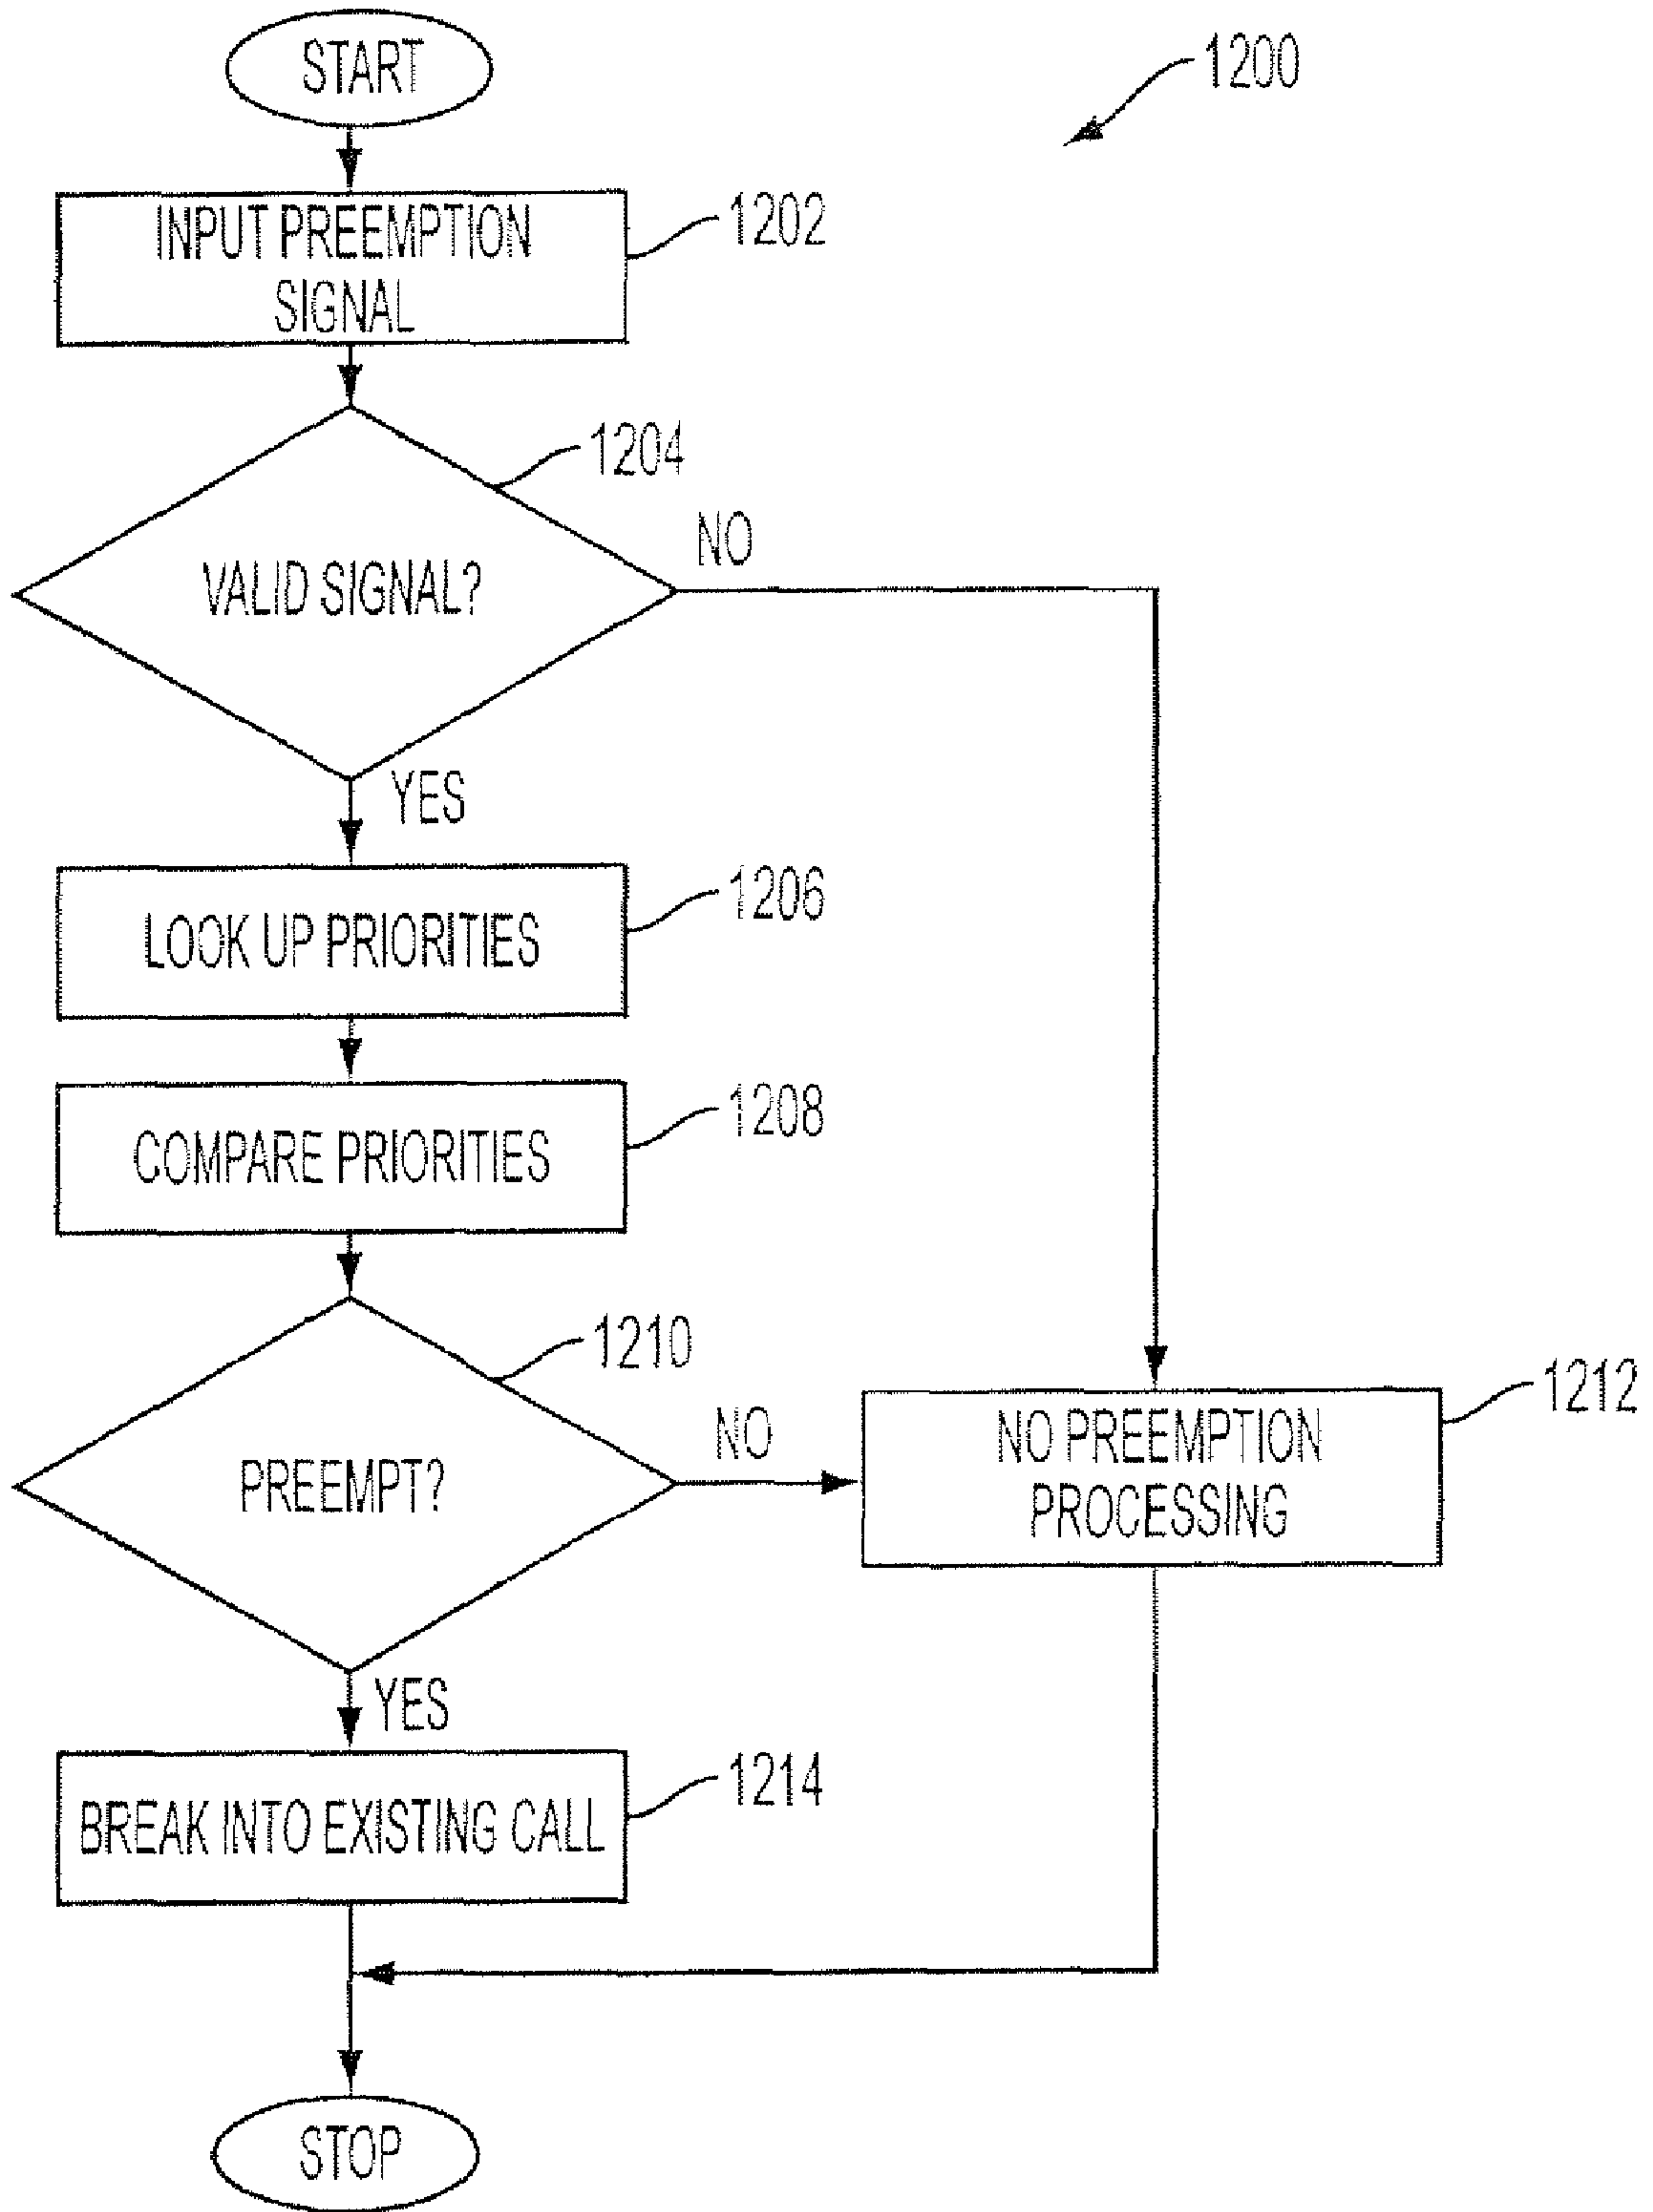 START
1200
INPUT PREEMPTION
SIGNAL
1202
1204
VALID SIGNAL?
NO
YES
LOOK UP PRIORITIES
1206
COMPARE PRIORITIES
1208
1210
PREEMPT?
NO
NO PREEMPTION
PROCESSING
1212
YES
BREAK INTO EXISTING CALL
1214
STOP